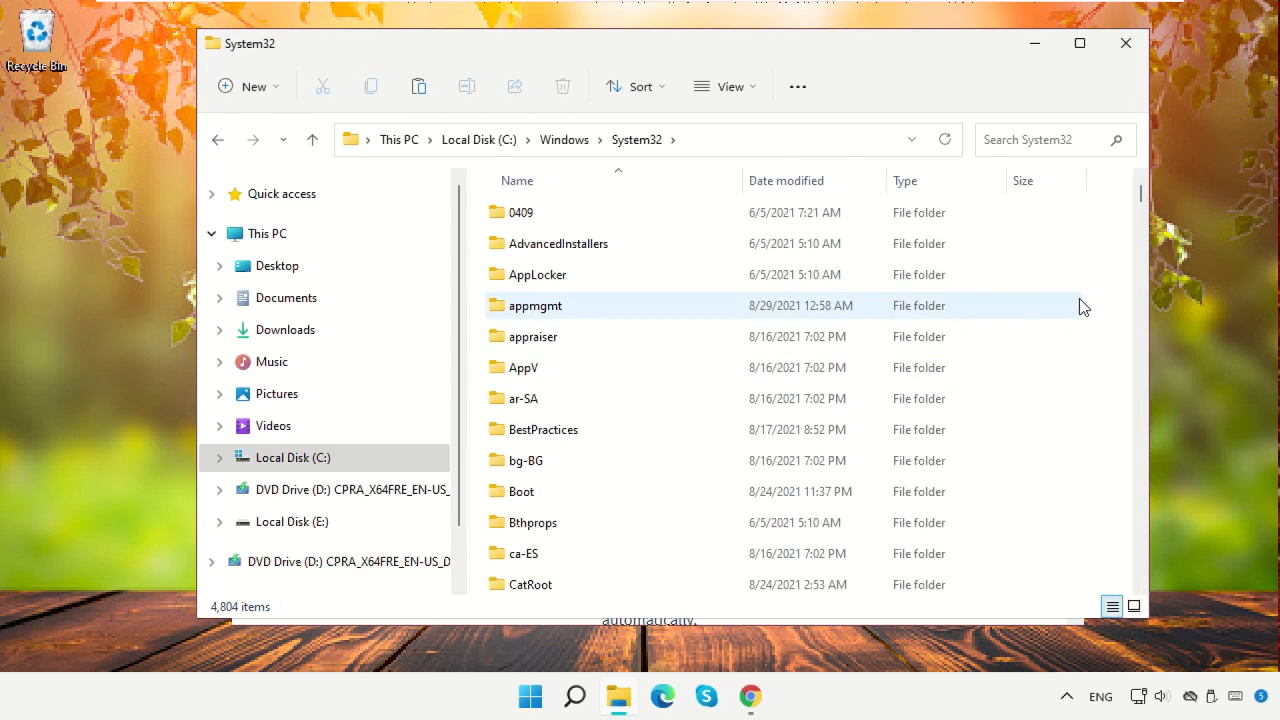 Recycle Bin
System32
New
Sort
View
This PC
Local Disk (C:)
Windows
System32
Search System32
Quick access
This PC
Desktop
Documents
Downloads
Music
Pictures
Videos
Local Disk (C:)
DVD Drive (D:) CPRA_X64FRE_EN-US_
Local Disk (E:)
DVD Drive (D:) CPRA_X64FRE_EN-US_D
Name Date modified Type Size
0409 6/5/2021 7:21 AM File folder
AdvancedInstallers 6/5/2021 5:10 AM File folder
AppLocker 6/5/2021 5:10 AM File folder
appmgmt 8/29/2021 12:58 AM File folder
appraiser 8/16/2021 7:02 PM File folder
AppV 8/16/2021 7:02 PM File folder
ar-SA 8/16/2021 7:02 PM File folder
BestPractices 8/17/2021 8:52 PM File folder
bg-BG 8/16/2021 7:02 PM File folder
Boot 8/24/2021 11:37 PM File folder
Bthprops 6/5/2021 5:10 AM File folder
ca-ES 8/16/2021 7:02 PM File folder
CatRoot 8/24/2021 2:53 AM File folder
4,804 items
automatically.
ENG
5